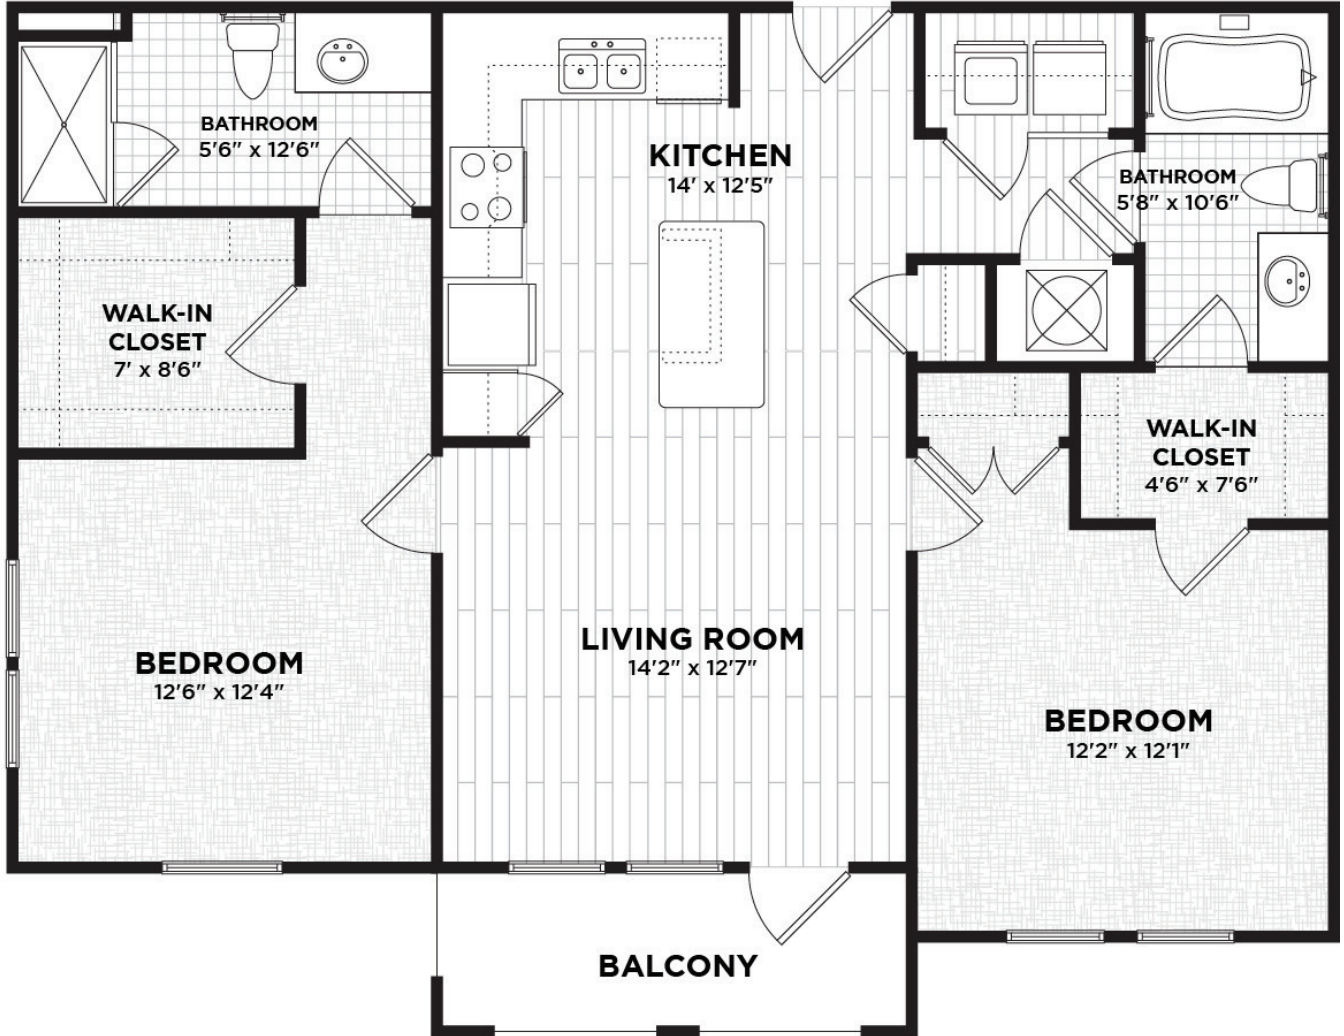 BATHROOM
5'6" x 12'6"
KITCHEN
14' x 12'5"
BATHROOM
5'8" x 10'6"
WALK-IN
CLOSET
7' x 8'6"
WALK-IN
CLOSET
4'6" x 7'6"
BEDROOM
12'6" x 12'4"
LIVING ROOM
14'2" x 12'7"
BEDROOM
12'2" x 12'1"
BALCONY